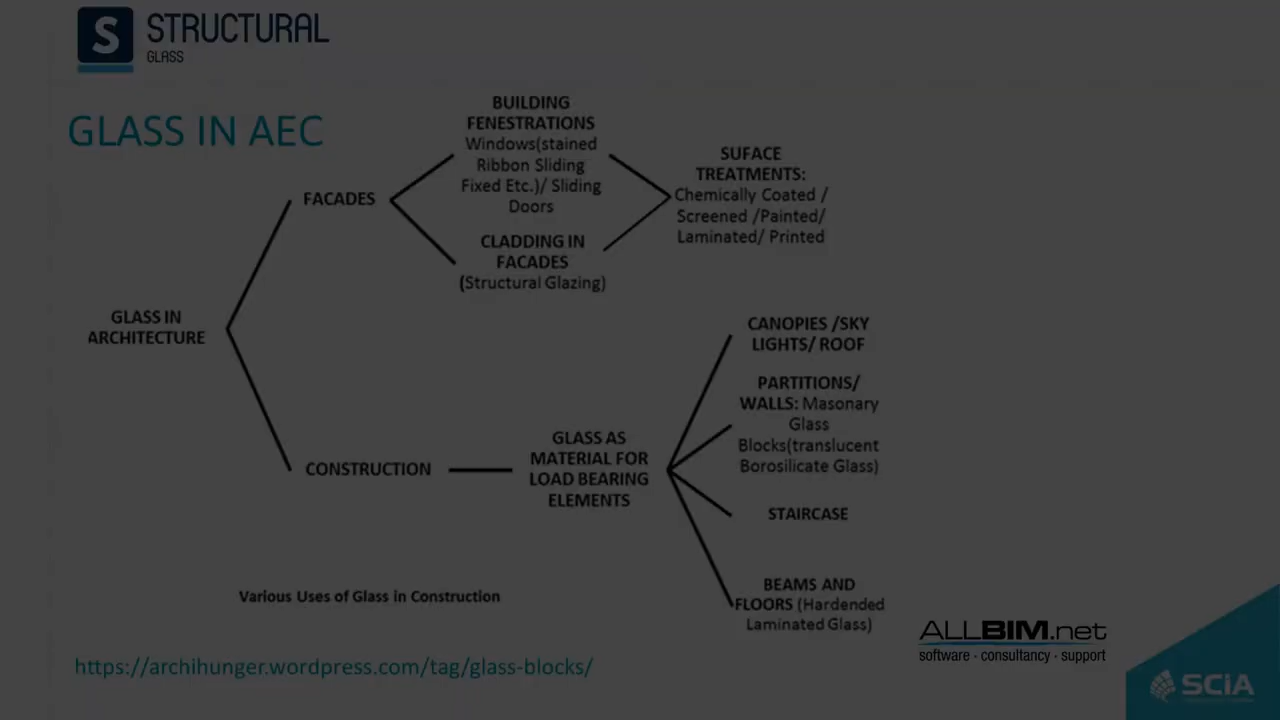 S STRUCTURAL
GLASS
GLASS IN AEC
BUILDING
FENESTRATIONS
Windows(stained
Ribbon Sliding
Fixed Etc.)/ Sliding
Doors
SUFACE
TREATMENTS:
Chemically Coated /
Screened /Painted/
Laminated/ Printed
FACADES
CLADDING IN
FACADES
(Structural Glazing)
GLASS IN
ARCHITECTURE
CANOPIES /SKY
LIGHTS/ ROOF
PARTITIONS/
WALLS: Masonary
Glass
Blocks(translucent
Borosilicate Glass)
CONSTRUCTION
GLASS AS
MATERIAL FOR
LOAD BEARING
ELEMENTS
STAIRCASE
BEAMS AND
FLOORS (Hardended
Laminated Glass)
Various Uses of Glass in Construction
https://archihunger.wordpress.com/tag/glass-blocks/
ALLBIM.net
software · consultancy · support
SCIA